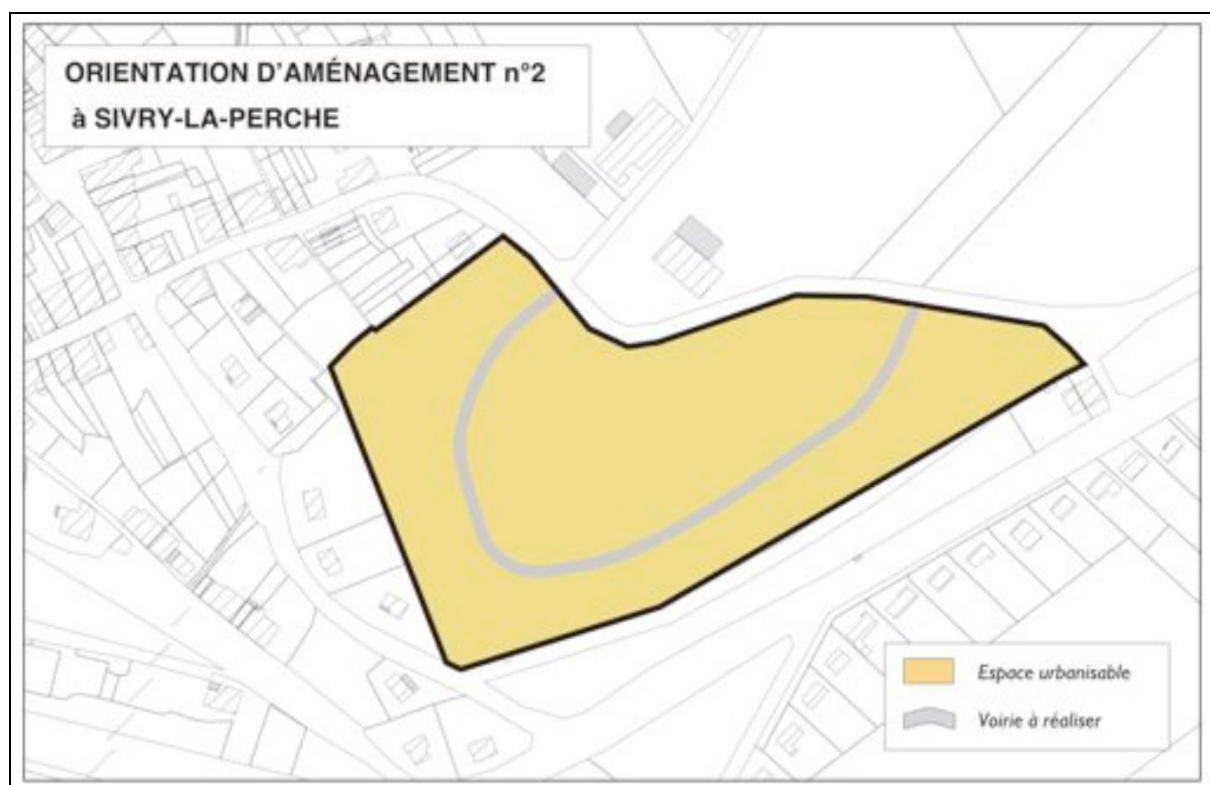 ORIENTATION D'AMÉNAGEMENT n°2
à SIVRY-LA-PERCHE
Espace urbanisable
Voirie à réaliser